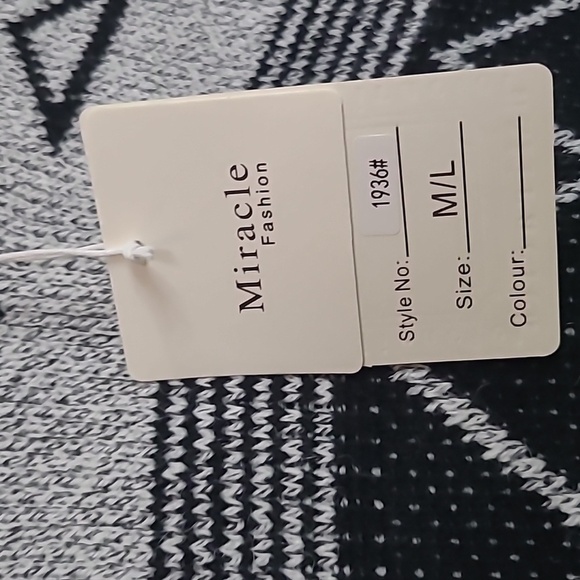 Miracle
Fashion
Style No: 1936#
Size: M/L
Colour: